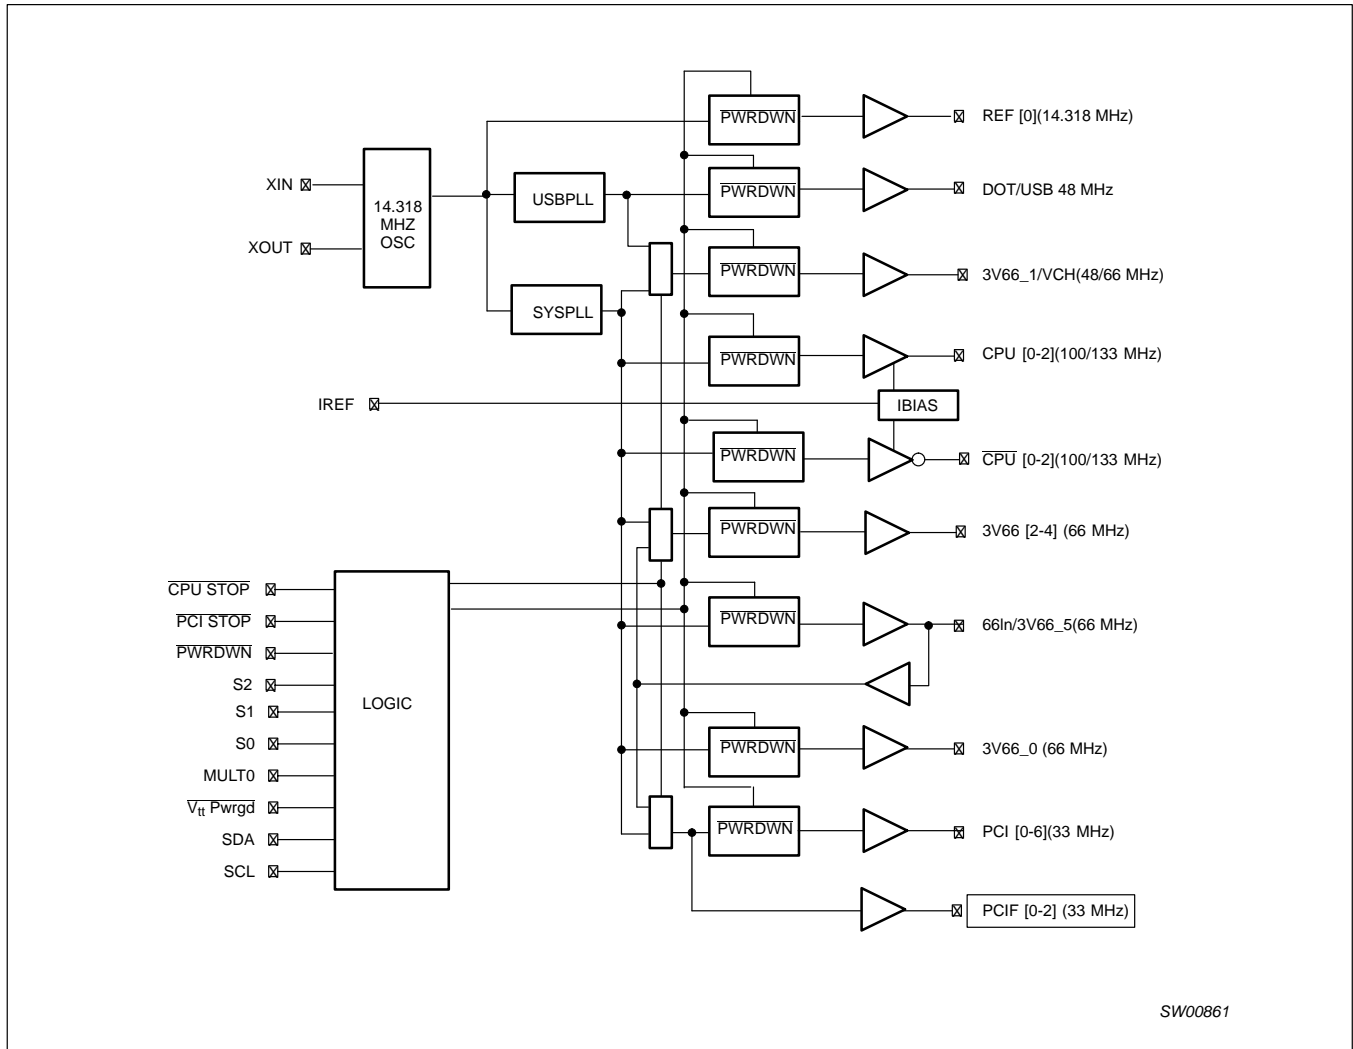 PWRDWN
REF [0](14.318 MHz)
XIN
14.318
MHZ
OSC
XOUT
USBPLL
PWRDWN
DOT/USB 48 MHz
PWRDWN
3V66_1/VCH(48/66 MHz)
SYSPLL
PWRDWN
CPU [0-2](100/133 MHz)
IREF
IBIAS
PWRDWN
CPU [0-2](100/133 MHz)
PWRDWN
3V66 [2-4] (66 MHz)
CPU STOP
PCI STOP
PWRDWN
S2
S1
S0
MULT0
Vtt Pwrgd
SDA
SCL
LOGIC
PWRDWN
66In/3V66_5(66 MHz)
PWRDWN
3V66_0 (66 MHz)
PWRDWN
PCI [0-6](33 MHz)
PCIF [0-2] (33 MHz)
SW00861